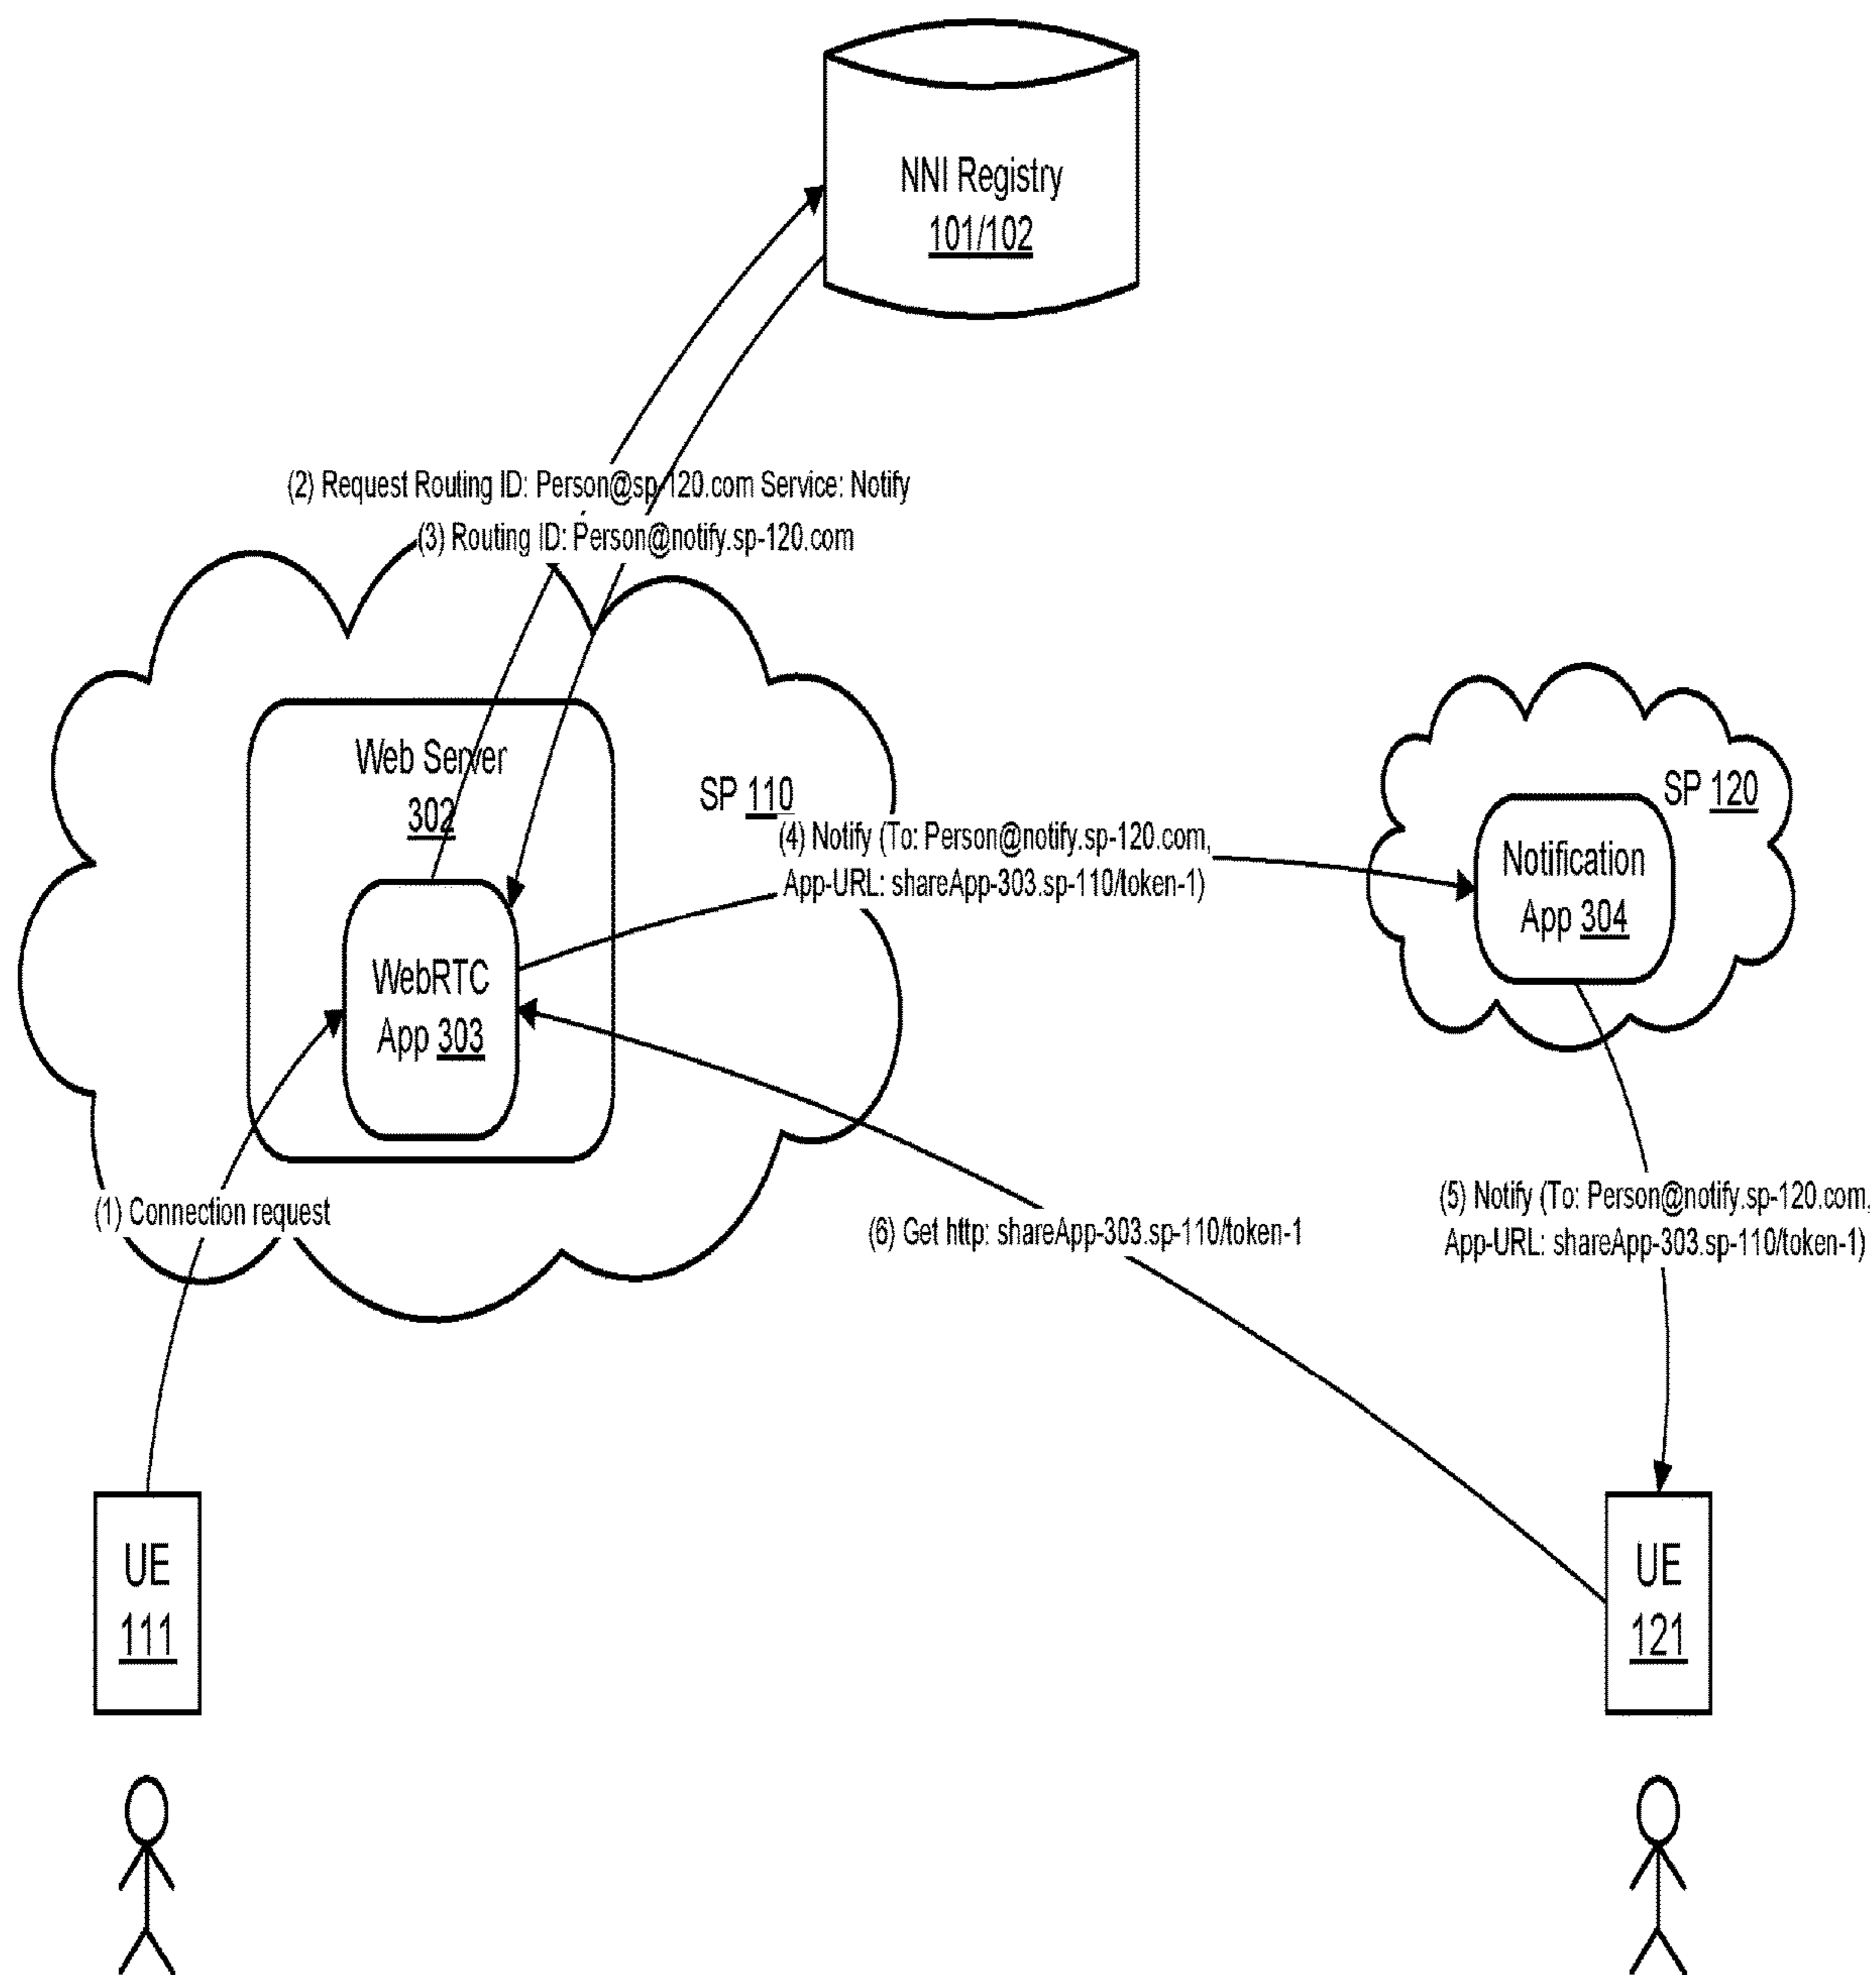 NNI Registry
101/102
(2) Request Routing ID: Person@sp-120.com Service: Notify
(3) Routing ID: Person@notify.sp-120.com
Web Server
302
SP 110
SP 120
(4) Notify (To: Person@notify.sp-120.com,
App-URL: shareApp-303.sp-110/token-1)
Notification
App 304
WebRTC
App 303
(1) Connection request
(6) Get http: shareApp-303.sp-110/token-1
(5) Notify (To: Person@notify.sp-120.com,
App-URL: shareApp-303.sp-110/token-1)
UE
111
UE
121